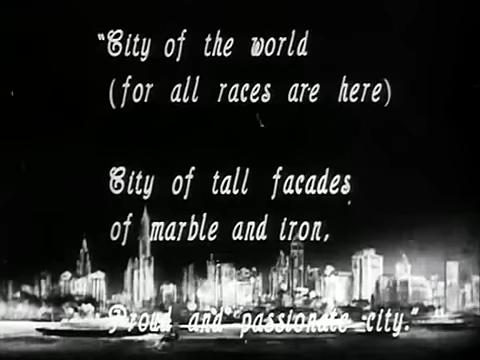 "City of the world
(for all races are here)
City of tall facades
of marble and iron,
Proud and passionate city."